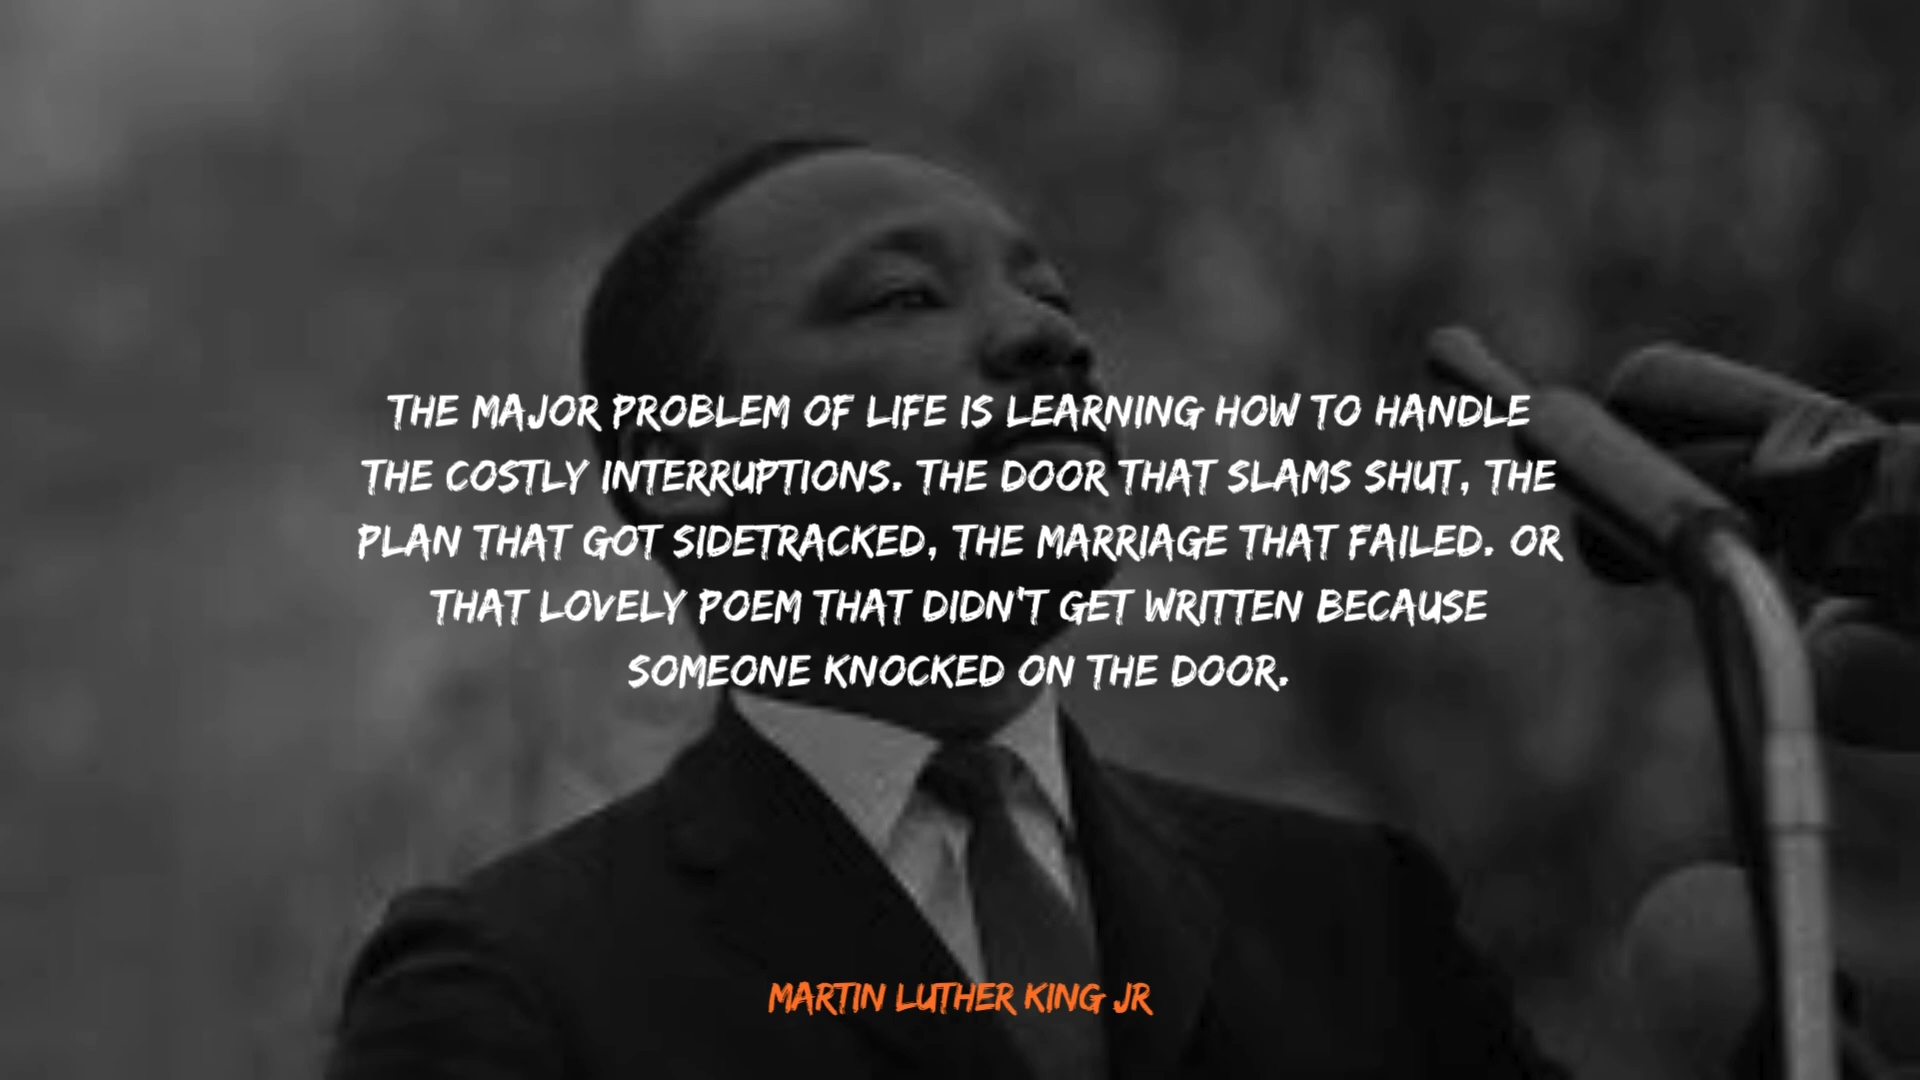 THE MAJOR PROBLEM OF LIFE IS LEARNING HOW TO HANDLE
THE COSTLY INTERRUPTIONS. THE DOOR THAT SLAMS SHUT, THE
PLAN THAT GOT SIDETRACKED, THE MARRIAGE THAT FAILED. OR
THAT LOVELY POEM THAT DIDN'T GET WRITTEN BECAUSE
SOMEONE KNOCKED ON THE DOOR.
MARTIN LUTHER KING JR